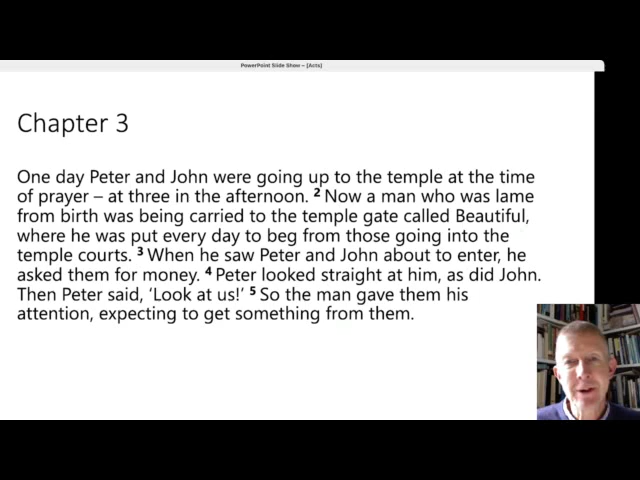 PowerPoint Slide Show – [Acts]
Chapter 3
One day Peter and John were going up to the temple at the time
of prayer – at three in the afternoon. ² Now a man who was lame
from birth was being carried to the temple gate called Beautiful,
where he was put every day to beg from those going into the
temple courts. ³ When he saw Peter and John about to enter, he
asked them for money. ⁴ Peter looked straight at him, as did John.
Then Peter said, ‘Look at us!’ ⁵ So the man gave them his
attention, expecting to get something from them.